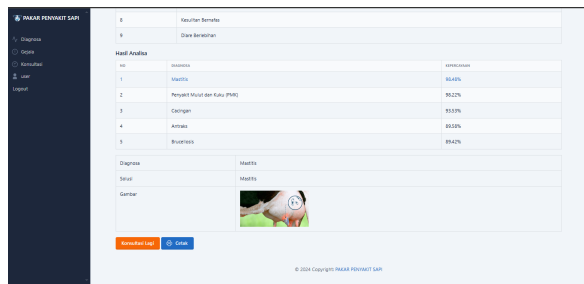 PAKAR PENYAKIT SAPI
Diagnosa
Gejala
Konsultasi
user
Logout
8 Kesulitan Bernafas
9 Diare Berlebihan
Hasil Analisa
NO DIAGNOSA KEPERCAYAAN
1 Mastitis 98,48%
2 Penyakit Mulut dan Kuku (PMK) 98,22%
3 Cacingan 93,53%
4 Antraks 89,58%
5 Brucellosis 89,42%
Diagnosa Mastitis
Solusi Mastitis
Gambar
Konsultasi Lagi Cetak
© 2024 Copyright: PAKAR PENYAKIT SAPI